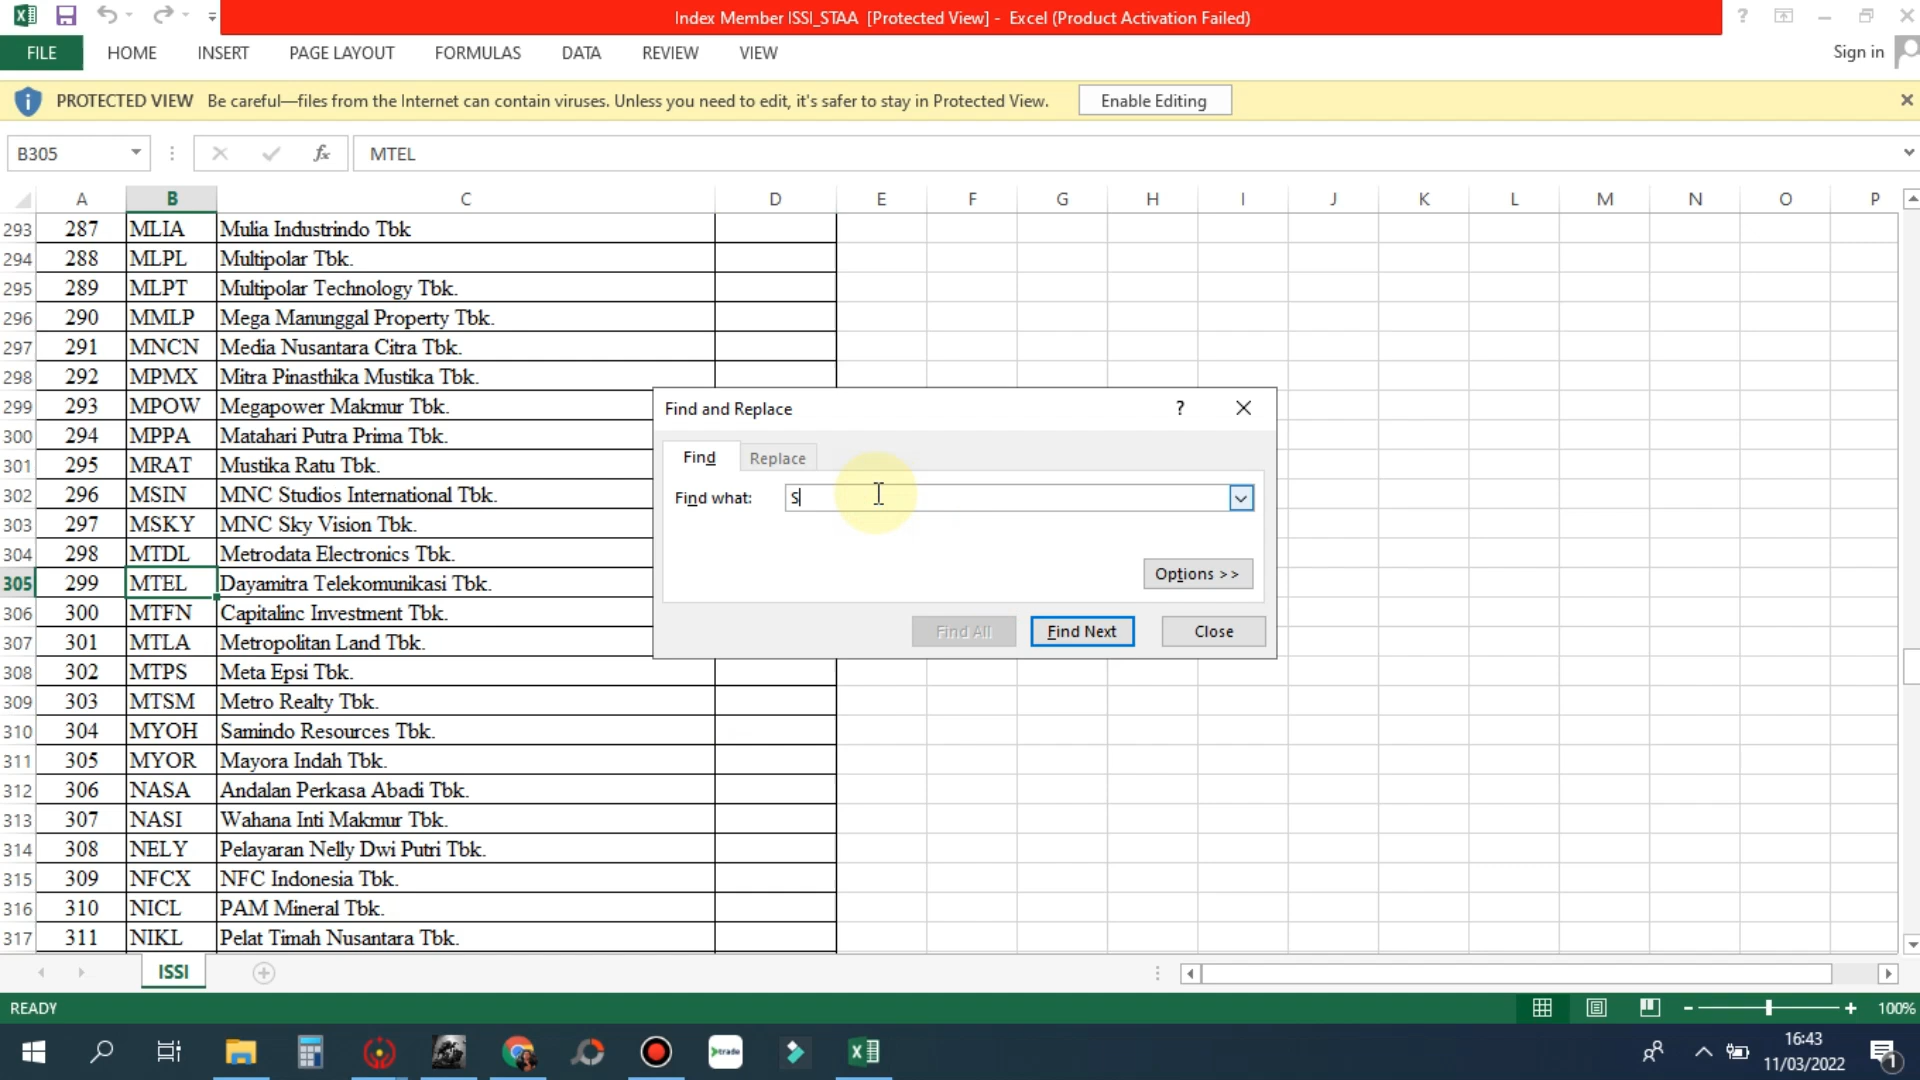 Index Member ISSI_STAA [Protected View] - Excel (Product Activation Failed)
?
FILE HOME INSERT PAGE LAYOUT FORMULAS DATA REVIEW VIEW
Sign in
PROTECTED VIEW Be careful—files from the Internet can contain viruses. Unless you need to edit, it's safer to stay in Protected View. Enable Editing
B305 fx MTEL
A B C D E F G H I J K L M N O P
293 287 MLIA Mulia Industrindo Tbk
294 288 MLPL Multipolar Tbk.
295 289 MLPT Multipolar Technology Tbk.
296 290 MMLP Mega Manunggal Property Tbk.
297 291 MNCN Media Nusantara Citra Tbk.
298 292 MPMX Mitra Pinasthika Mustika Tbk.
299 293 MPOW Megapower Makmur Tbk.
300 294 MPPA Matahari Putra Prima Tbk.
301 295 MRAT Mustika Ratu Tbk.
302 296 MSIN MNC Studios International Tbk.
303 297 MSKY MNC Sky Vision Tbk.
304 298 MTDL Metrodata Electronics Tbk.
305 299 MTEL Dayamitra Telekomunikasi Tbk.
306 300 MTFN Capitalinc Investment Tbk.
307 301 MTLA Metropolitan Land Tbk.
308 302 MTPS Meta Epsi Tbk.
309 303 MTSM Metro Realty Tbk.
310 304 MYOH Samindo Resources Tbk.
311 305 MYOR Mayora Indah Tbk.
312 306 NASA Andalan Perkasa Abadi Tbk.
313 307 NASI Wahana Inti Makmur Tbk.
314 308 NELY Pelayaran Nelly Dwi Putri Tbk.
315 309 NFCX NFC Indonesia Tbk.
316 310 NICL PAM Mineral Tbk.
317 311 NIKL Pelat Timah Nusantara Tbk.
Find and Replace ?
Find Replace
Find what: S
Options >>
Find All Find Next Close
ISSI
READY
100%
trade
16:43
11/03/2022
1